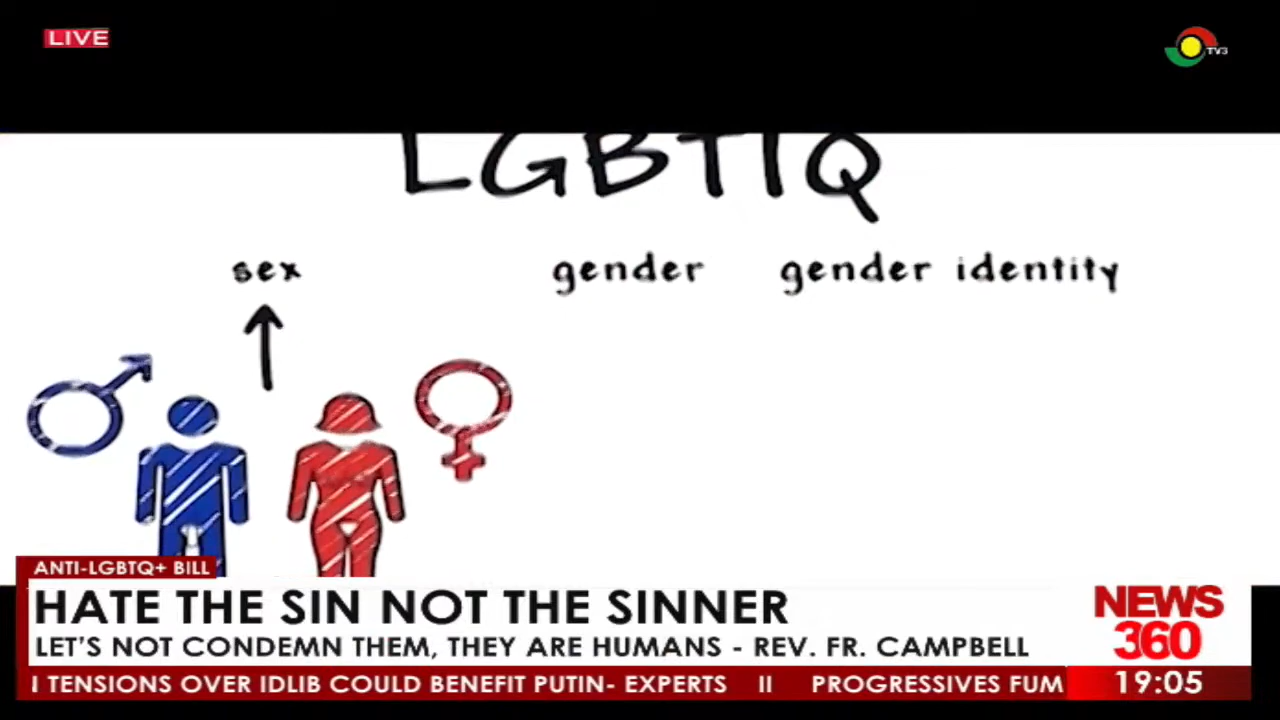 LIVE
TV3
LGBTIQ
sex
gender
gender identity
ANTI-LGBTQ+ BILL
HATE THE SIN NOT THE SINNER
LET'S NOT CONDEMN THEM, THEY ARE HUMANS - REV. FR. CAMPBELL
NEWS
360
I TENSIONS OVER IDLIB COULD BENEFIT PUTIN- EXPERTS II PROGRESSIVES FUM
19:05